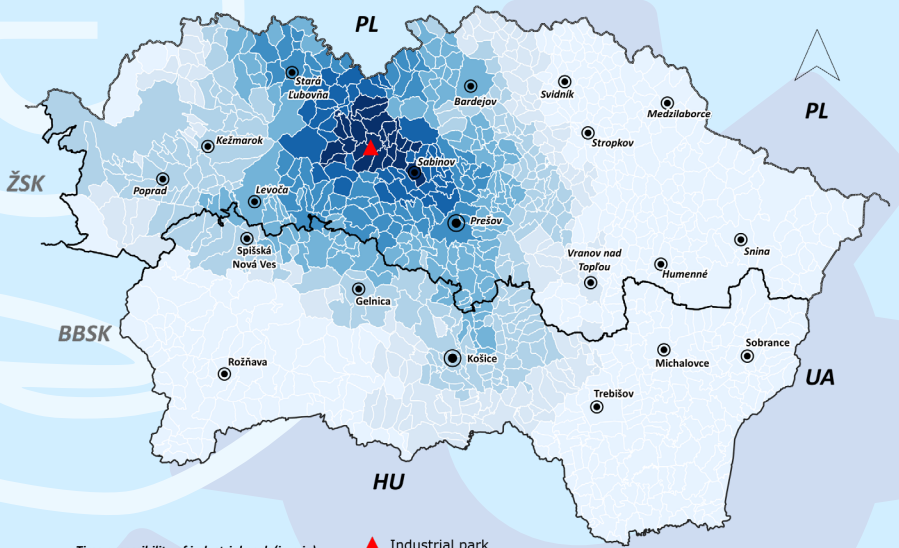 PL
Stará
Ľubovňa
Bardejov
Svidník
Medzilaborce
PL
Stropkov
Kežmarok
Sabinov
ŽSK
Poprad
Levoča
Prešov
Spišská
Nová Ves
Vranov nad
Topľou
Snina
Humenné
Gelnica
BBSK
Košice
Sobrance
Michalovce
Rožňava
UA
Trebišov
HU
Industrial park